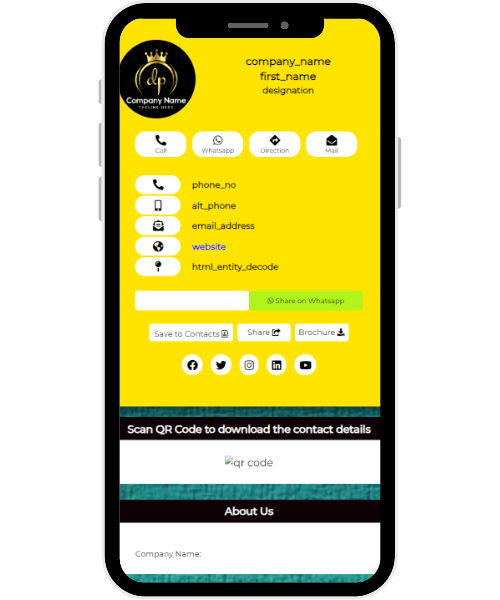 dp
Company Name
TAGLINE HERE
company_name
first_name
designation
Call
Whatsapp
Direction
Mail
phone_no
alt_phone
email_address
website
html_entity_decode
Share on Whatsapp
Save to Contacts
Share
Brochure
Scan QR Code to download the contact details
qr code
About Us
Company Name: